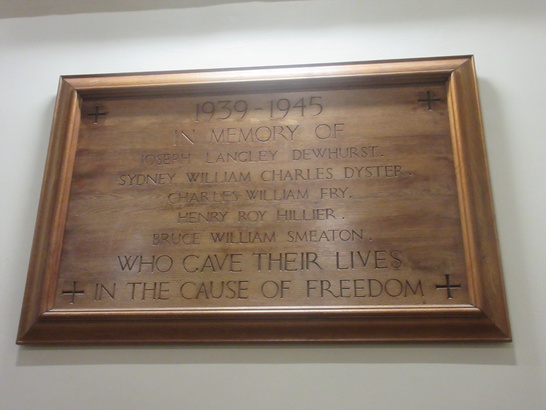 1939-1945
IN MEMORY OF
JOSEPH LANGLEY DEWHURST.
SYDNEY WILLIAM CHARLES DYSTER.
CHARLES WILLIAM FRY.
HENRY ROY HILLIER.
BRUCE WILLIAM SMEATON.
WHO GAVE THEIR LIVES
IN THE CAUSE OF FREEDOM